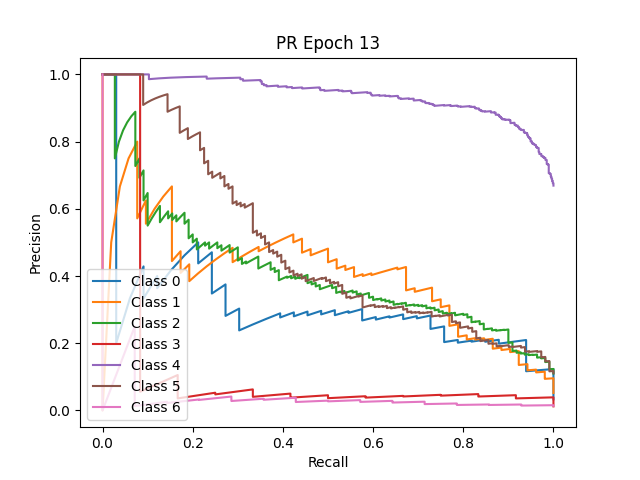 PR Epoch 13
Precision
1.0
0.8
0.6
0.4
0.2
0.0
Class 0
Class 1
Class 2
Class 3
Class 4
Class 5
Class 6
0.0 0.2 0.4 0.6 0.8 1.0
Recall